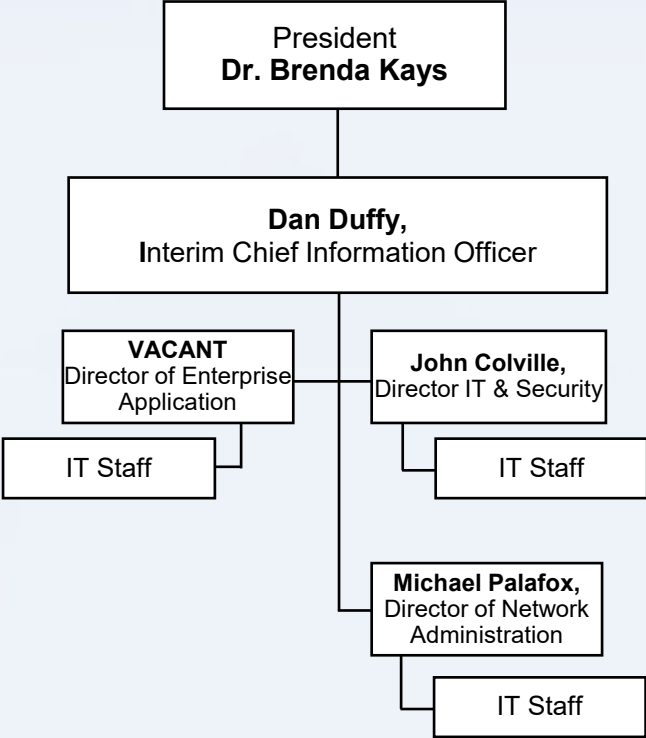 President
Dr. Brenda Kays
Dan Duffy,
Interim Chief Information Officer
VACANT
Director of Enterprise
Application
John Colville,
Director IT & Security
IT Staff
IT Staff
Michael Palafox,
Director of Network
Administration
IT Staff